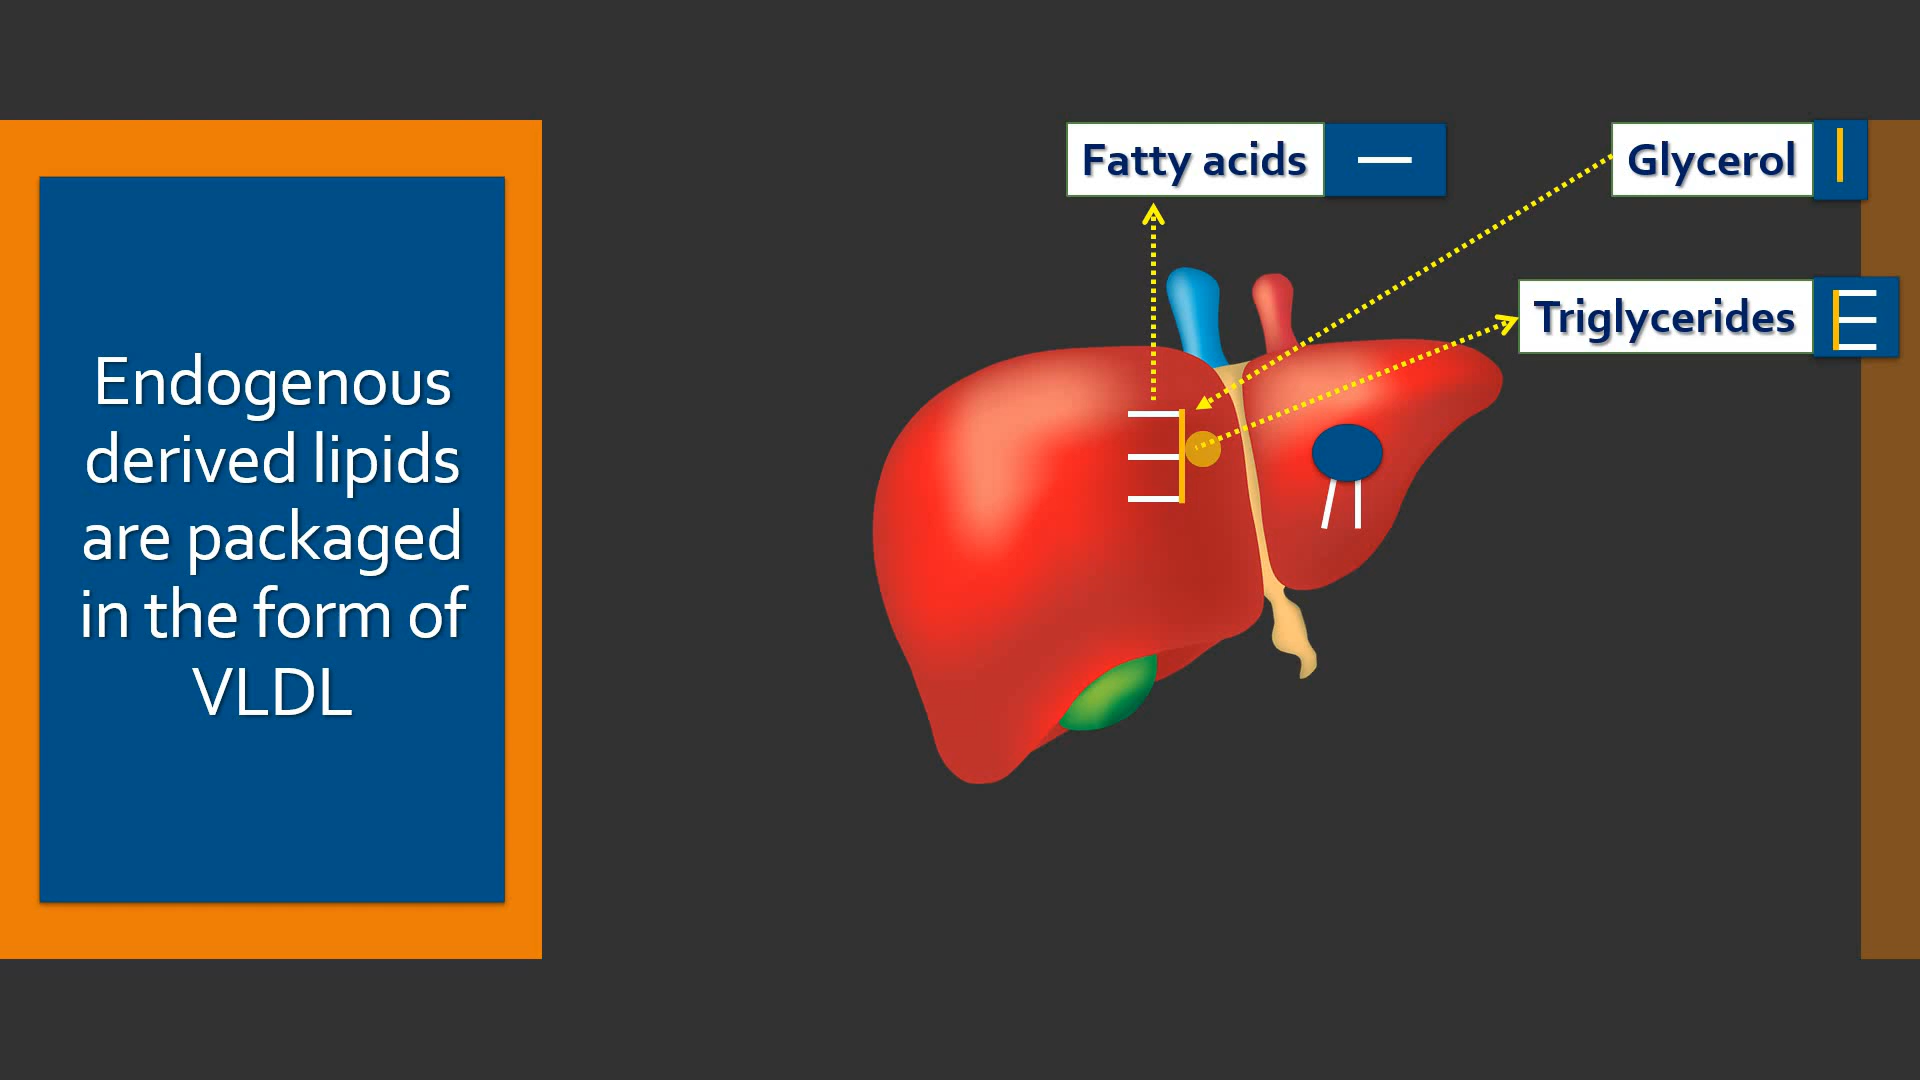 Endogenous
derived lipids
are packaged
in the form of
VLDL
Fatty acids
Glycerol
Triglycerides